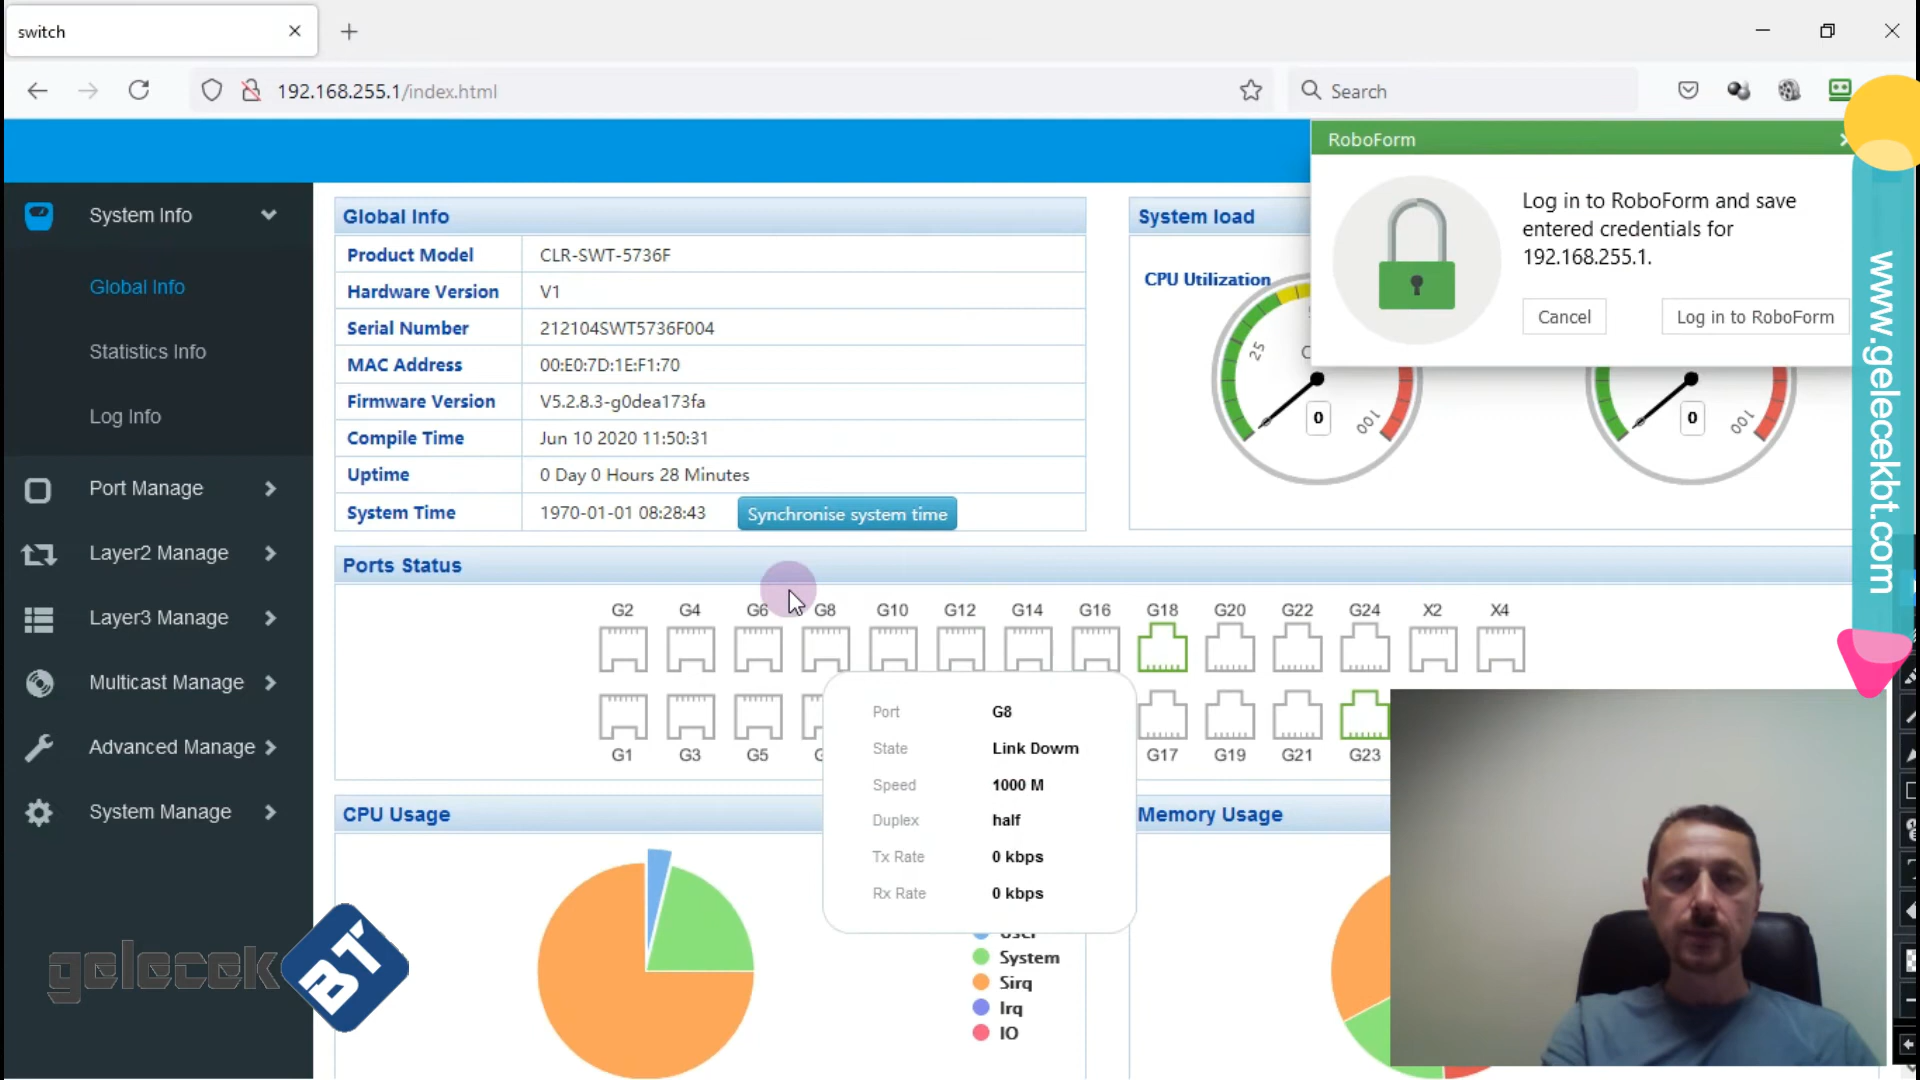 switch
192.168.255.1/index.html
Search
RoboForm
Log in to RoboForm and save
entered credentials for
192.168.255.1.
Cancel
Log in to RoboForm
www.gelecekbt.com
System Info
Global Info
Statistics Info
Log Info
Port Manage
Layer2 Manage
Layer3 Manage
Multicast Manage
Advanced Manage
System Manage
gelecek BT
Global Info
Product Model CLR-SWT-5736F
Hardware Version V1
Serial Number 212104SWT5736F004
MAC Address 00:E0:7D:1E:F1:70
Firmware Version V5.2.8.3-g0dea173fa
Compile Time Jun 10 2020 11:50:31
Uptime 0 Day 0 Hours 28 Minutes
System Time 1970-01-01 08:28:43 Synchronise system time
System load
CPU Utilization
25
100
0
100
0
Ports Status
G2 G4 G6 G8 G10 G12 G14 G16 G18 G20 G22 G24 X2 X4
G1 G3 G5 G17 G19 G21 G23
Port G8
State Link Dowm
Speed 1000 M
Duplex half
Tx Rate 0 kbps
Rx Rate 0 kbps
CPU Usage
Memory Usage
System
Sirq
Irq
IO